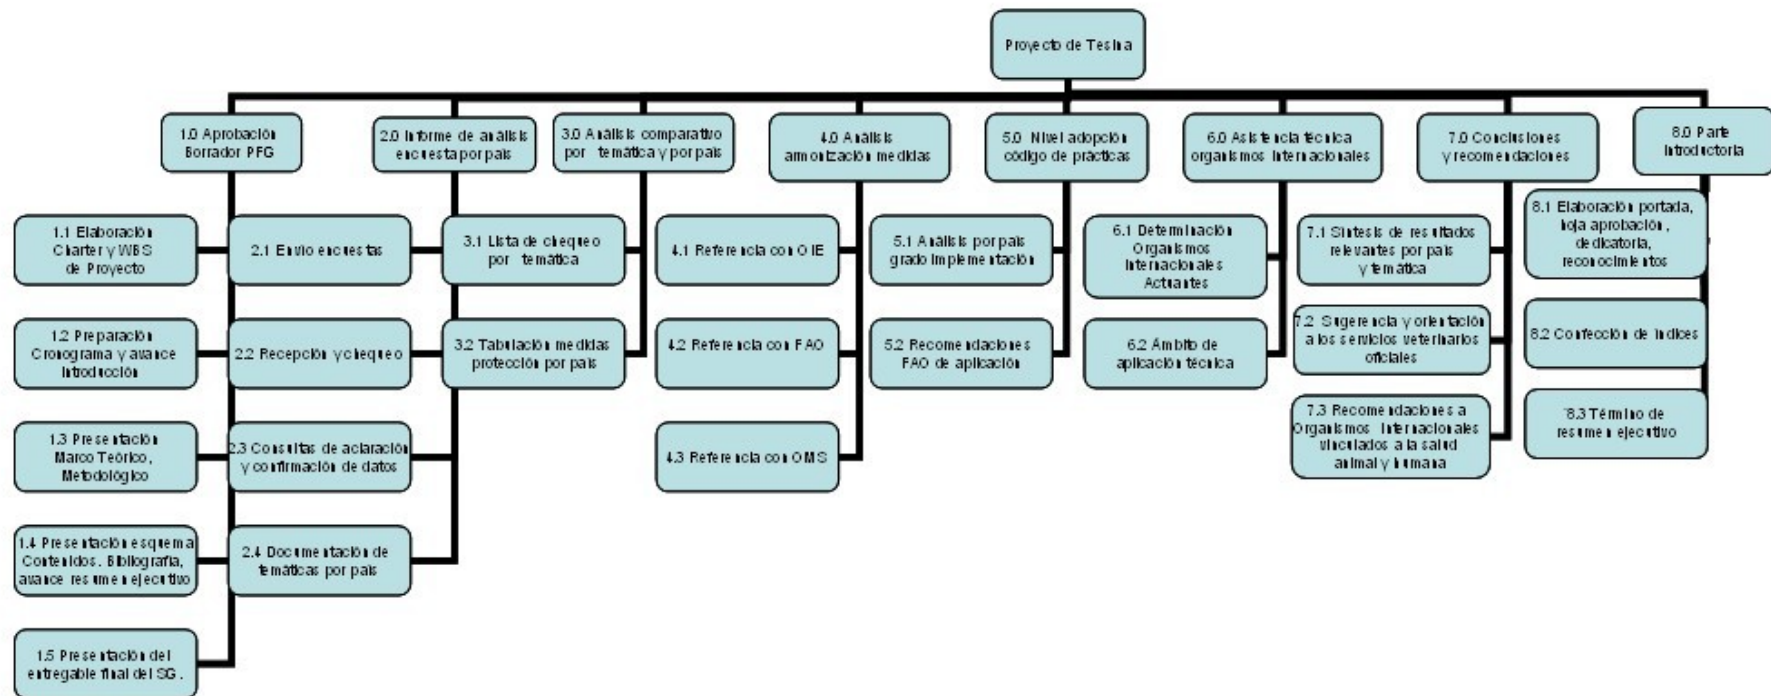 Proyecto de Tesina
1.0 Aprobación
Borrador PFG
2.0 Informe de análisis
encuesta por país
3.0 Análisis comparativo
por temática y por país
4.0 Análisis
armonización medidas
5.0 Nivel adopción
código de prácticas
6.0 Asistencia técnica
organismos Internacionales
7.0 Conclusiones
y recomendaciones
8.0 Parte
Introductoria
1.1 Elaboración
Charter y WBS
de Proyecto
1.2 Preparación
Cronograma y avance
Introducción
1.3 Presentación
Marco Teórico,
Metodológico
1.4 Presentación esquema
Contenidos. Bibliografía,
avance resumen ejecutivo
1.5 Presentación del
entregable final del SG.
2.1 Envío encuestas
2.2 Recepción y chequeo
2.3 Consultas de aclaración
y confirmación de datos
2.4 Documentación de
temáticas por país
3.1 Lista de chequeo
por temática
3.2 Tabulación medidas
protección por país
4.1 Referencia con OIE
4.2 Referencia con FAO
4.3 Referencia con OMS
5.1 Análisis por país
grado Implementación
5.2 Recomendaciones
FAO de aplicación
6.1 Determinación
Organismos
Internacionales
Actuantes
6.2 Ámbito de
aplicación técnica
7.1 Síntesis de resultados
relevantes por país
y temática
7.2 Sugerencia y orientación
a los servicios veterinarios
oficiales
7.3 Recomendaciones a
Organismos Internacionales
vinculados a la salud
animal y humana
8.1 Elaboración portada,
hoja aprobación,
dedicatoria,
reconocimientos
8.2 Confección de índices
8.3 Término de
resumen ejecutivo